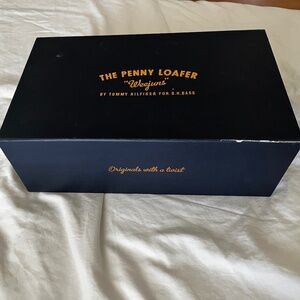 THE PENNY LOAFER
"Weejuns"
BY TOMMY HILFIGER FOR G.H.BASS
Originals with a twist